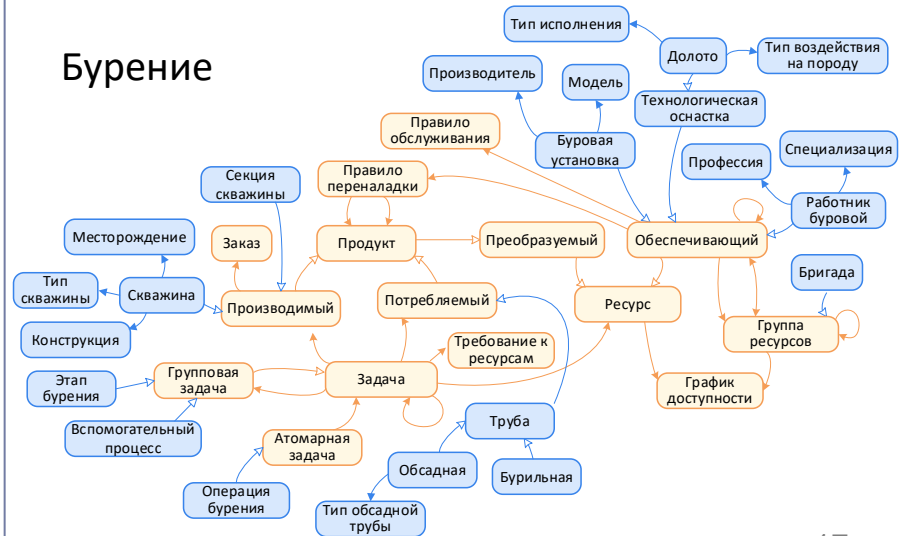 Бурение
Тип исполнения
Долото
Тип воздействия
на породу
Производитель
Модель
Технологическая
оснастка
Правило
обслуживания
Буровая
установка
Специализация
Профессия
Секция
скважины
Правило
переналадки
Работник
буровой
Месторождение
Заказ
Продукт
Преобразуемый
Обеспечивающий
Бригада
Тип
скважины
Скважина
Производимый
Потребляемый
Ресурс
Конструкция
Группа
ресурсов
Требование к
ресурсам
Этап
бурения
Групповая
задача
Задача
График
доступности
Вспомогательный
процесс
Труба
Атомарная
задача
Обсадная
Бурильная
Операция
бурения
Тип обсадной
трубы